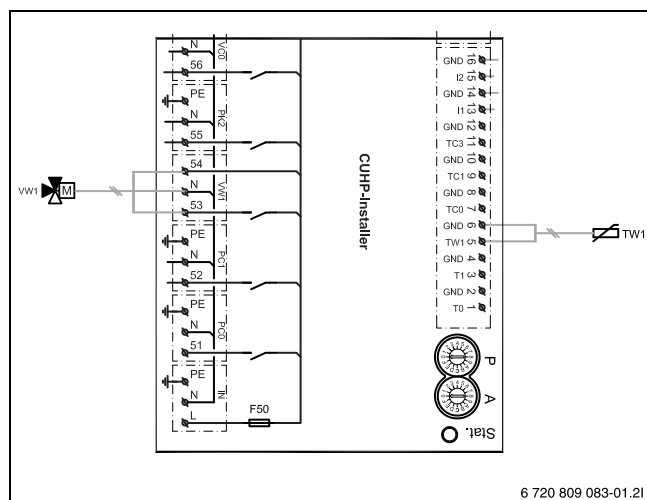 N
VC0
56
PE
N
PK2
55
54
N
VW1
53
PE
N
PC1
52
PE
N
PC0
51
PE
N
IN
L
F50
VW1
M
CUHP-Installer
GND 16
I2 15
GND 14
I1 13
GND 12
TC3 11
GND 10
TC1 9
GND 8
TC0 7
GND 6
TW1 5
GND 4
T1 3
GND 2
T0 1
TW1
P
A
Stat.
6 720 809 083-01.2I